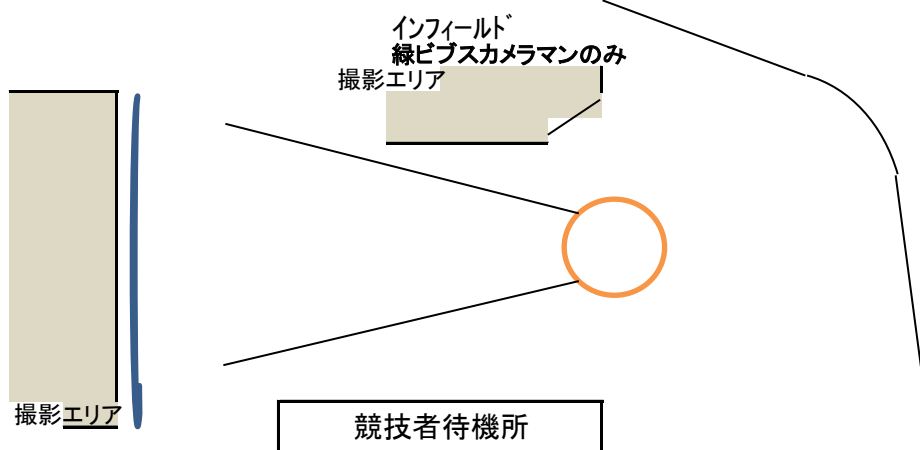 インフィールド
緑ビブスカメラマンのみ
撮影エリア
撮影エリア
競技者待機所